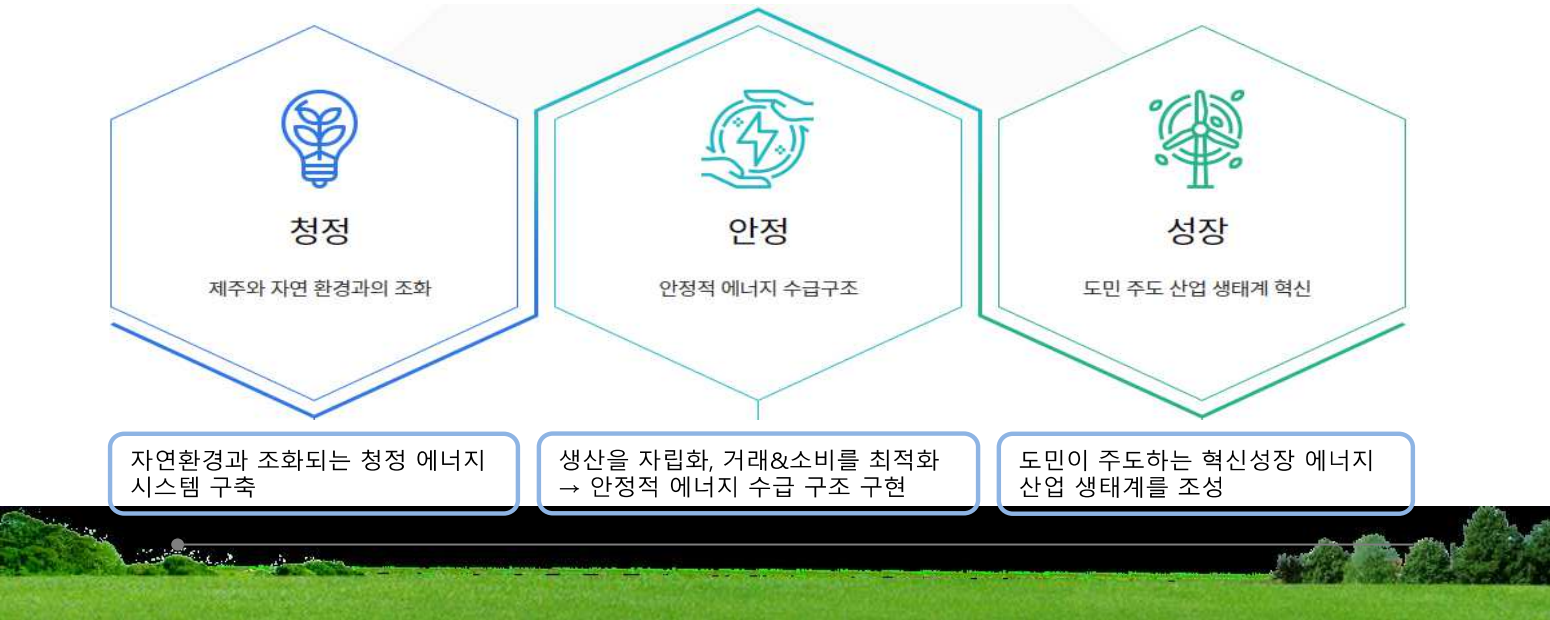 청정
제주와 자연 환경과의 조화
안정
안정적 에너지 수급구조
성장
도민 주도 산업 생태계 혁신
자연환경과 조화되는 청정 에너지
시스템 구축
생산을 자립화, 거래&소비를 최적화
→ 안정적 에너지 수급 구조 구현
도민이 주도하는 혁신성장 에너지
산업 생태계를 조성